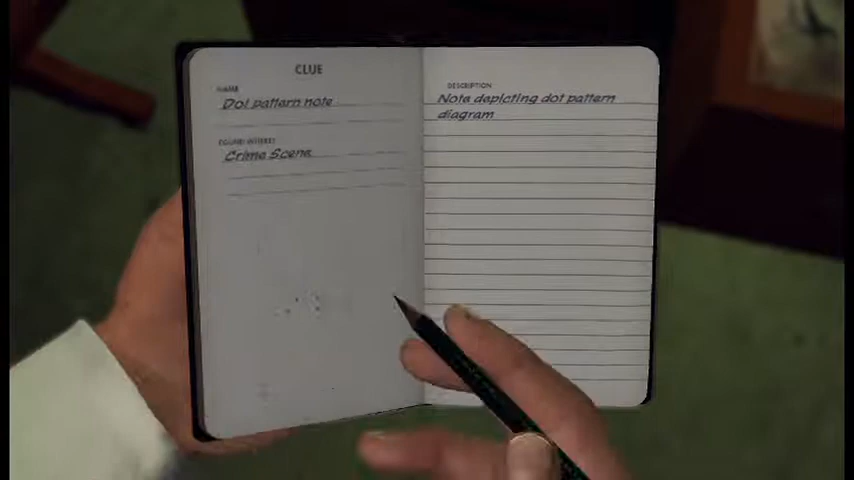 CLUE
NAME
Dot pattern note
FOUND WHERE?
Crime Scene
DESCRIPTION
Note depicting dot pattern
diagram